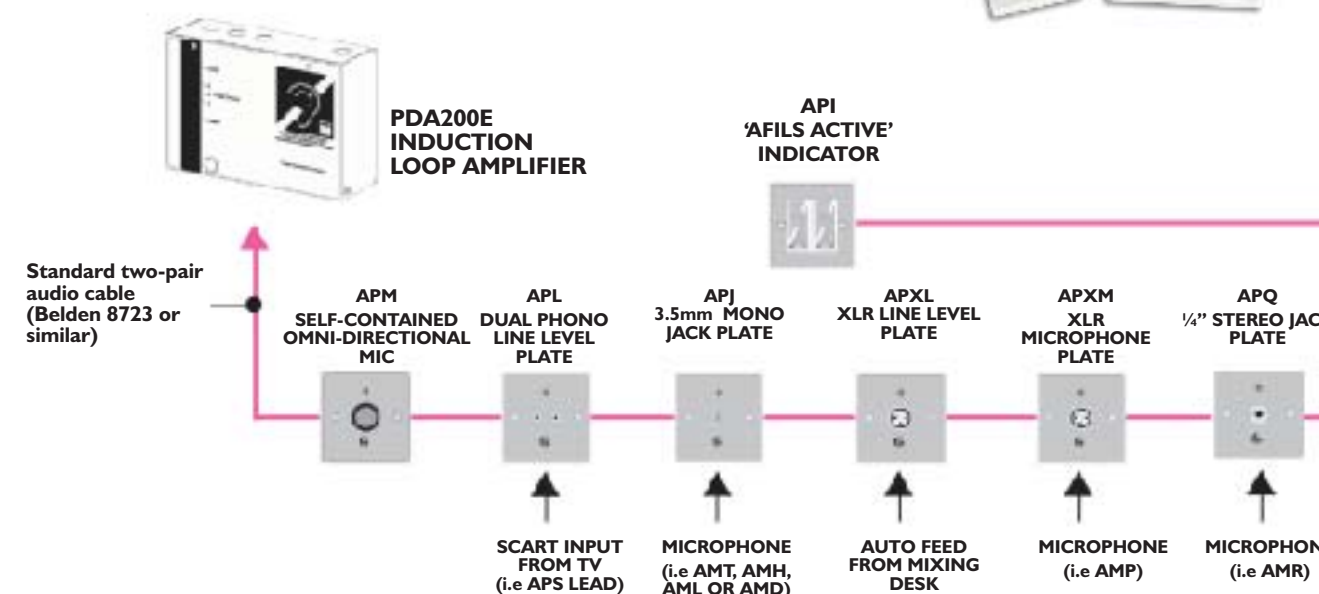 PDA200E
INDUCTION
LOOP AMPLIFIER
API
‘AFILS ACTIVE’
INDICATOR
Standard two-pair
audio cable
(Belden 8723 or
similar)
APM
SELF-CONTAINED
OMNI-DIRECTIONAL
MIC
APL
DUAL PHONO
LINE LEVEL
PLATE
APJ
3.5mm MONO
JACK PLATE
APXL
XLR LINE LEVEL
PLATE
APXM
XLR
MICROPHONE
PLATE
APQ
¼” STEREO JAC
PLATE
SCART INPUT
FROM TV
(i.e APS LEAD)
MICROPHONE
(i.e AMT, AMH,
AML OR AMD)
AUTO FEED
FROM MIXING
DESK
MICROPHONE
(i.e AMP)
MICROPHON
(i.e AMR)